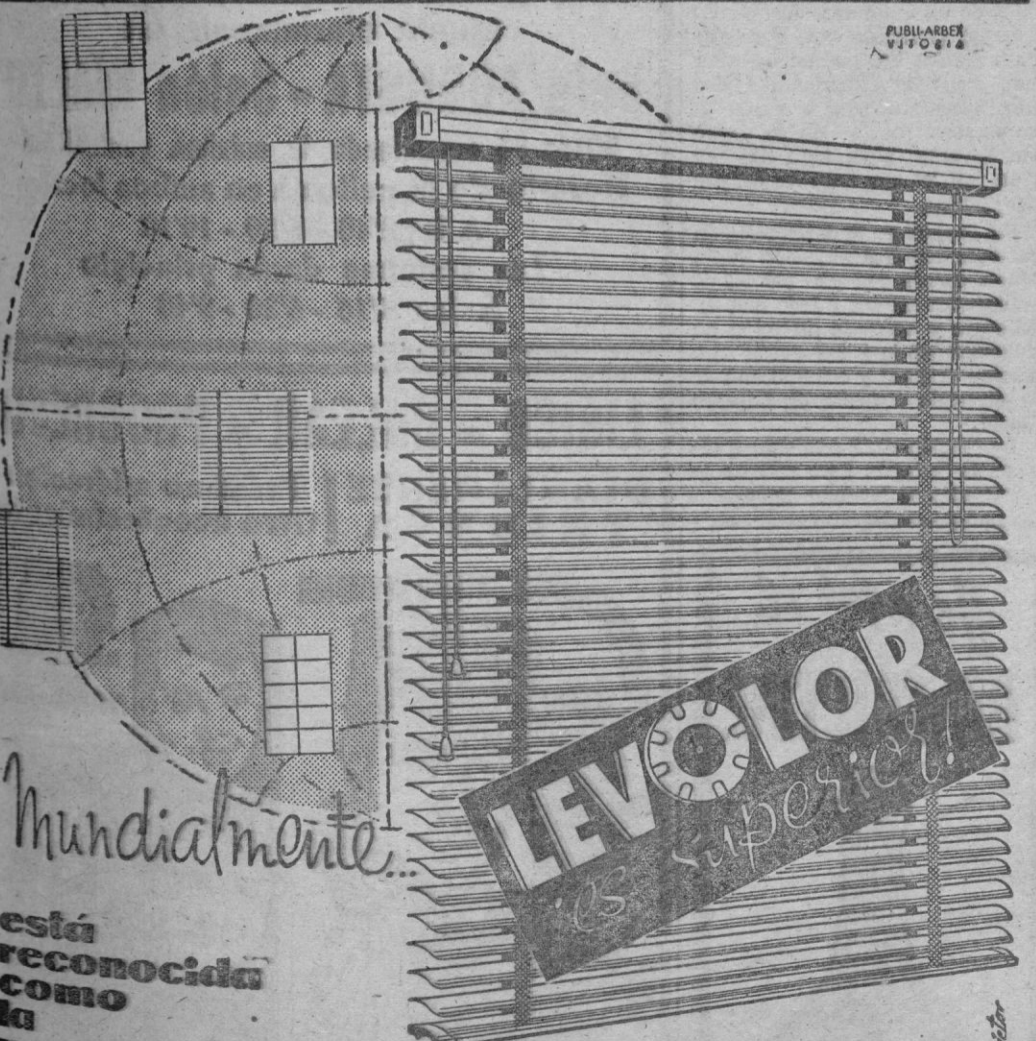 PUBLI-ARBEX
VITORIA
LEVOLOR
¡es superior!
Mundialmente...
está
reconocida
como
la